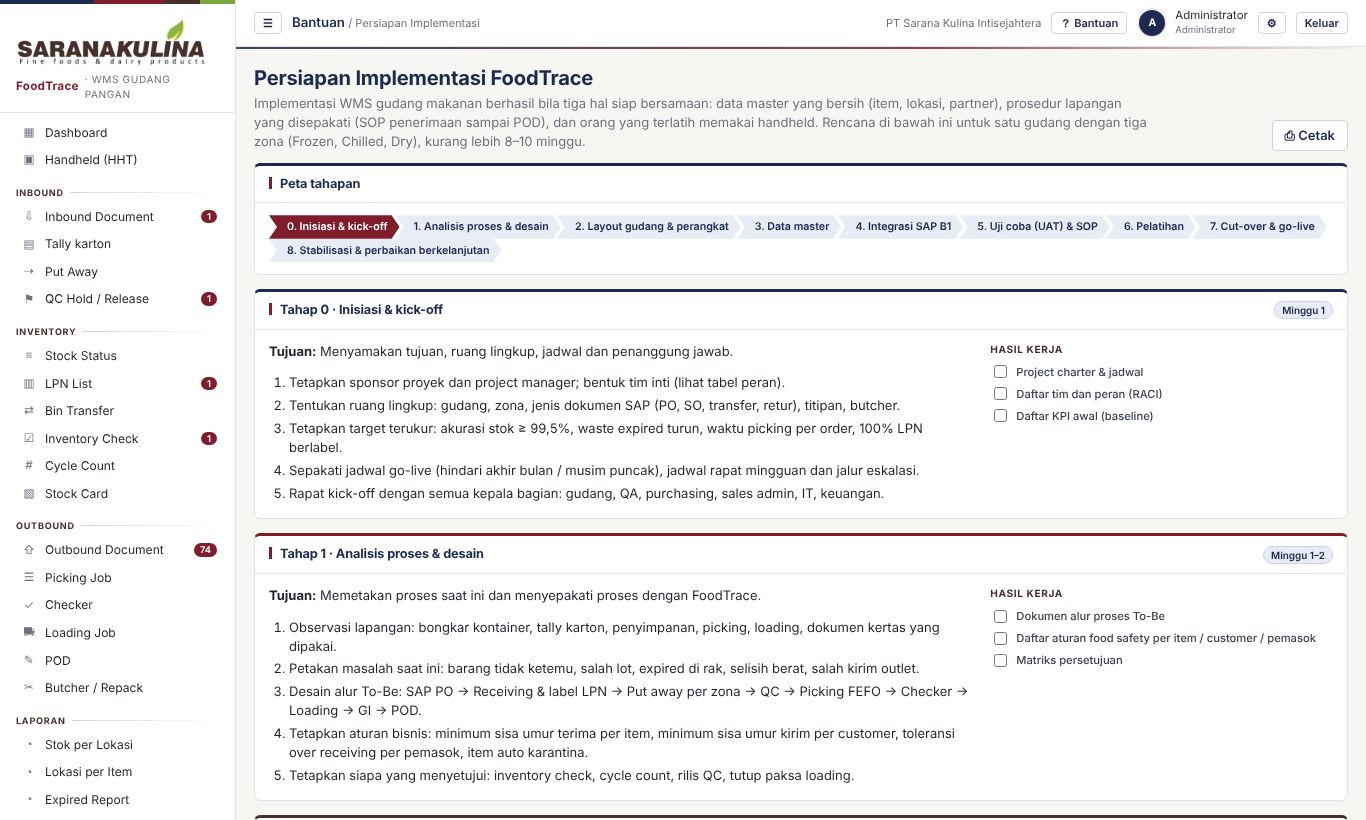 SARANAKULINA
Fine foods & dairy products
FoodTrace · WMS GUDANG
PANGAN
Dashboard
Handheld (HHT)
INBOUND
Inbound Document 1
Tally karton
Put Away
QC Hold / Release 1
INVENTORY
Stock Status
LPN List 1
Bin Transfer
Inventory Check 1
# Cycle Count
Stock Card
OUTBOUND
Outbound Document 74
Picking Job
Checker
Loading Job
POD
Butcher / Repack
LAPORAN
Stok per Lokasi
Lokasi per Item
Expired Report
☰ Bantuan / Persiapan Implementasi
PT Sarana Kulina Intisejahtera
? Bantuan
A
Administrator
Administrator
Keluar
Persiapan Implementasi FoodTrace
Implementasi WMS gudang makanan berhasil bila tiga hal siap bersamaan: data master yang bersih (item, lokasi, partner), prosedur lapangan
yang disepakati (SOP penerimaan sampai POD), dan orang yang terlatih memakai handheld. Rencana di bawah ini untuk satu gudang dengan tiga
zona (Frozen, Chilled, Dry), kurang lebih 8–10 minggu.
Cetak
Peta tahapan
0. Inisiasi & kick-off
1. Analisis proses & desain
2. Layout gudang & perangkat
3. Data master
4. Integrasi SAP B1
5. Uji coba (UAT) & SOP
6. Pelatihan
7. Cut-over & go-live
8. Stabilisasi & perbaikan berkelanjutan
Tahap 0 · Inisiasi & kick-off
Minggu 1
Tujuan: Menyamakan tujuan, ruang lingkup, jadwal dan penanggung jawab.
1. Tetapkan sponsor proyek dan project manager; bentuk tim inti (lihat tabel peran).
2. Tentukan ruang lingkup: gudang, zona, jenis dokumen SAP (PO, SO, transfer, retur), titipan, butcher.
3. Tetapkan target terukur: akurasi stok ≥ 99,5%, waste expired turun, waktu picking per order, 100% LPN
berlabel.
4. Sepakati jadwal go-live (hindari akhir bulan / musim puncak), jadwal rapat mingguan dan jalur eskalasi.
5. Rapat kick-off dengan semua kepala bagian: gudang, QA, purchasing, sales admin, IT, keuangan.
HASIL KERJA
Project charter & jadwal
Daftar tim dan peran (RACI)
Daftar KPI awal (baseline)
Tahap 1 · Analisis proses & desain
Minggu 1–2
Tujuan: Memetakan proses saat ini dan menyepakati proses dengan FoodTrace.
1. Observasi lapangan: bongkar kontainer, tally karton, penyimpanan, picking, loading, dokumen kertas yang
dipakai.
2. Petakan masalah saat ini: barang tidak ketemu, salah lot, expired di rak, selisih berat, salah kirim outlet.
3. Desain alur To-Be: SAP PO → Receiving & label LPN → Put away per zona → QC → Picking FEFO → Checker →
Loading → GI → POD.
4. Tetapkan aturan bisnis: minimum sisa umur terima per item, minimum sisa umur kirim per customer, toleransi
over receiving per pemasok, item auto karantina.
5. Tetapkan siapa yang menyetujui: inventory check, cycle count, rilis QC, tutup paksa loading.
HASIL KERJA
Dokumen alur proses To-Be
Daftar aturan food safety per item / customer / pemasok
Matriks persetujuan